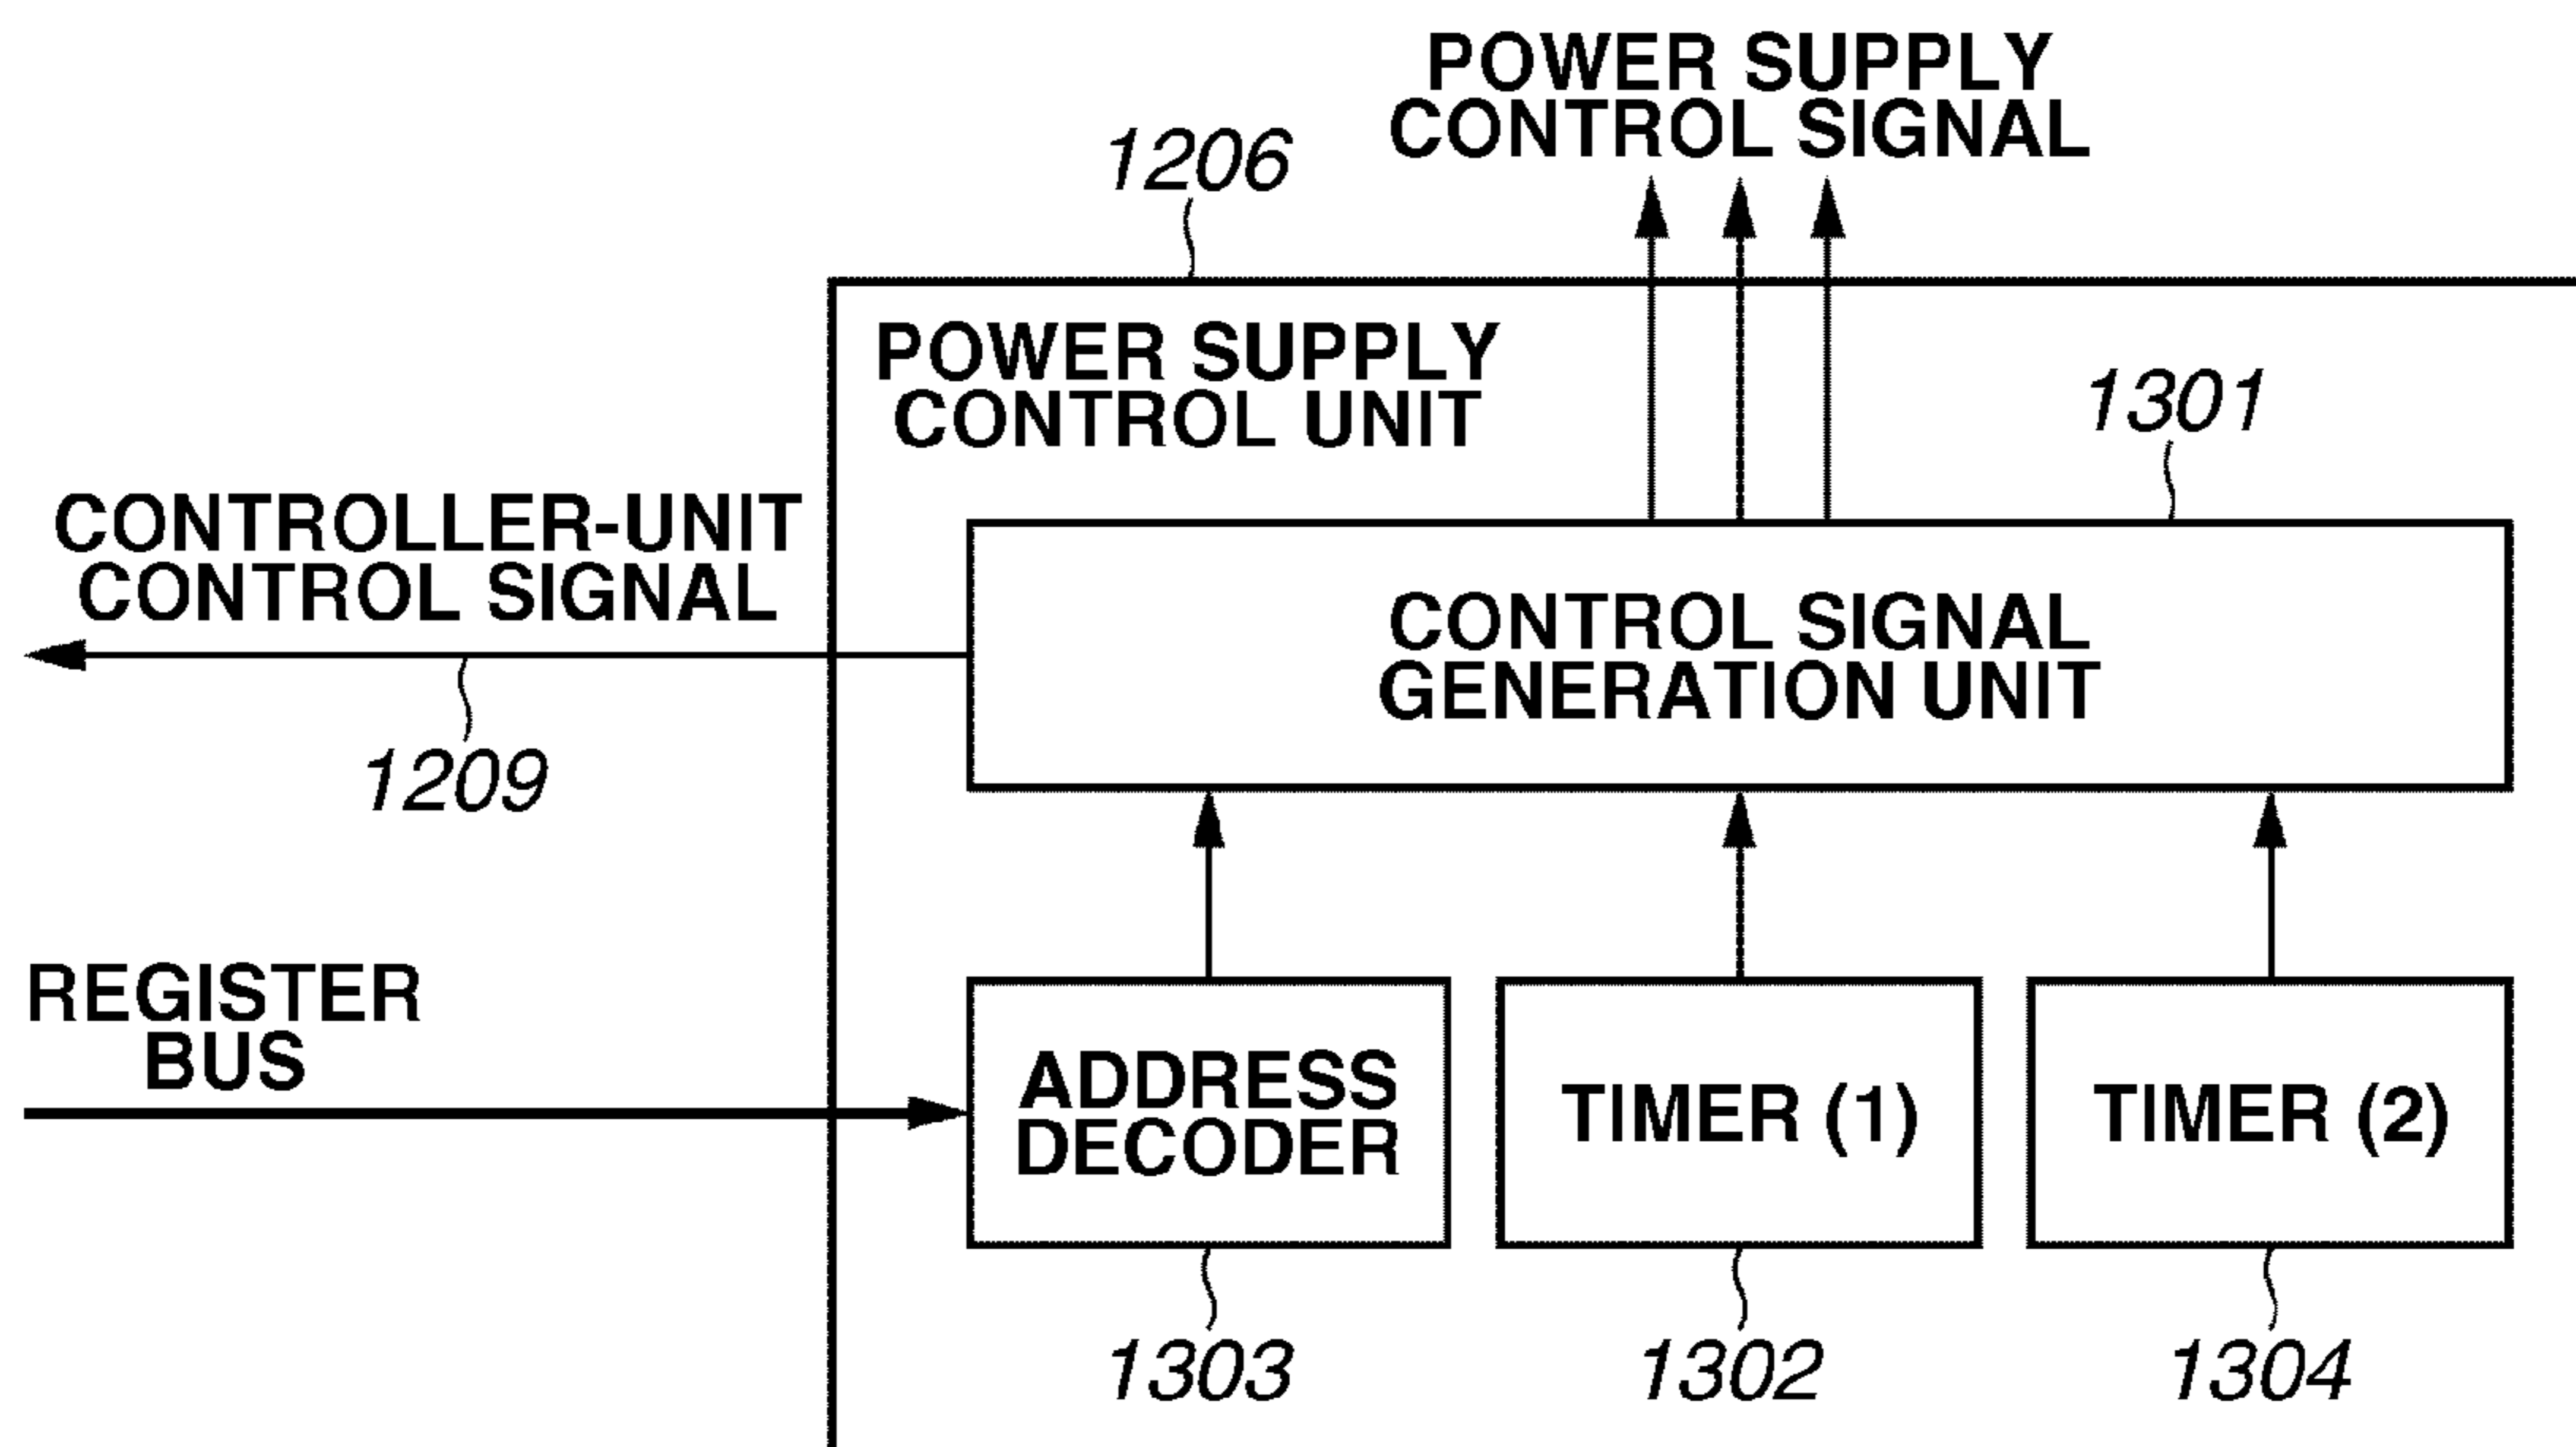 POWER SUPPLY
CONTROL SIGNAL
1206
POWER SUPPLY
CONTROL UNIT
1301
CONTROLLER-UNIT
CONTROL SIGNAL
CONTROL SIGNAL
GENERATION UNIT
1209
REGISTER
BUS
ADDRESS
DECODER
TIMER (1)
TIMER (2)
1303
1302
1304